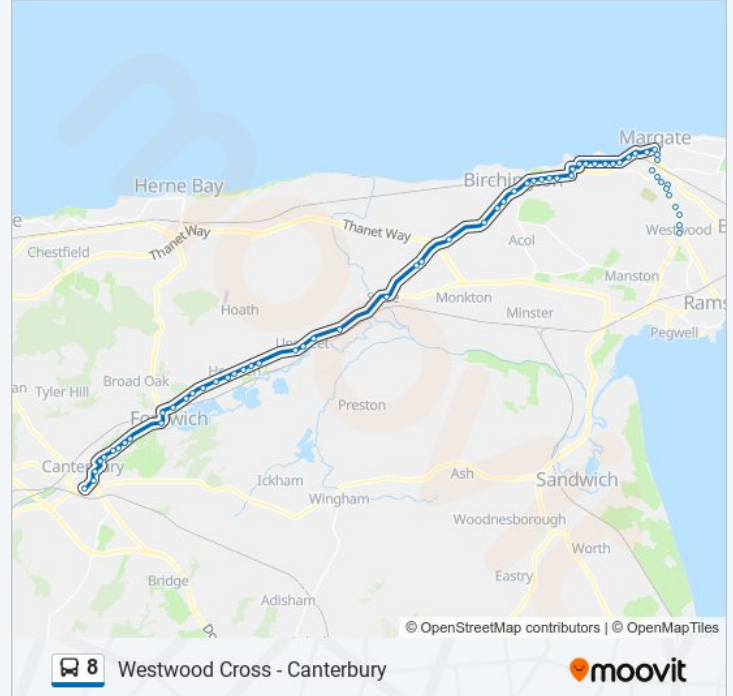 Margate
Birchington
Herne Bay
Thanet Way
Thanet Way
Chestfield
Westwood
Acol
Manston
Monkton
Hoath
Minster
Rams
Pegwell
Broad Oak
Tyler Hill
Fordwich
Preston
Canterbury
Ickham
Ash
Sandwich
Wingham
Woodnesborough
Worth
Eastry
Bridge
Adisham
© OpenStreetMap contributors | © OpenMapTiles
8 Westwood Cross - Canterbury
moovit